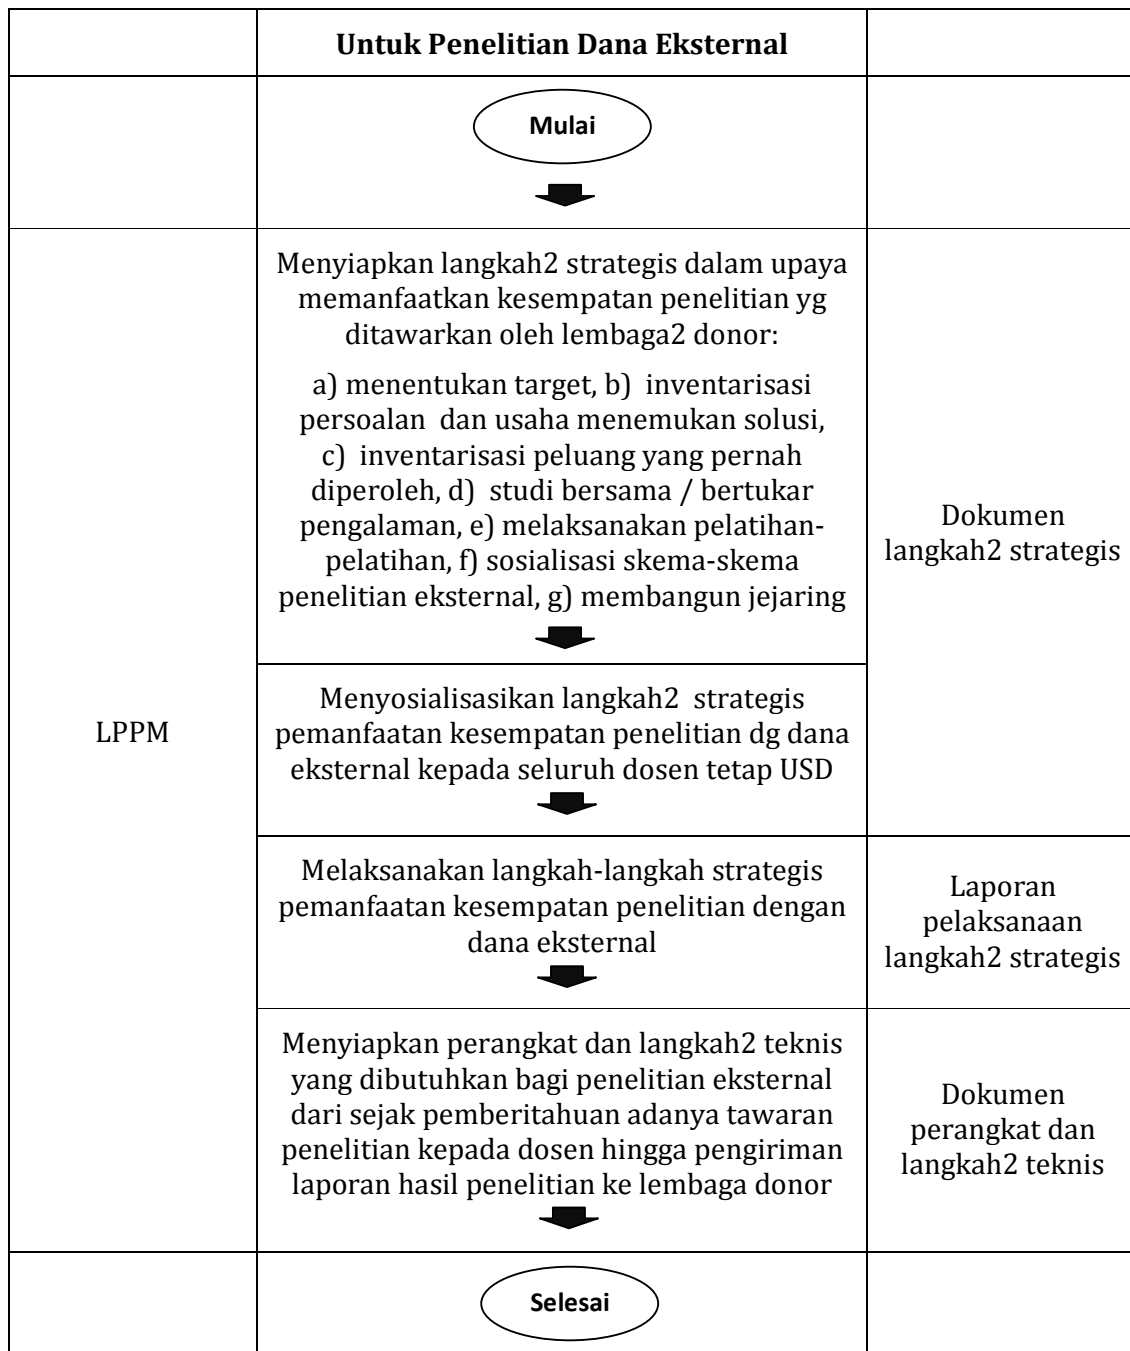 Untuk Penelitian Dana Eksternal
Mulai
LPPM
Menyiapkan langkah2 strategis dalam upaya
memanfaatkan kesempatan penelitian yg
ditawarkan oleh lembaga2 donor:
a) menentukan target, b) inventarisasi
persoalan dan usaha menemukan solusi,
c) inventarisasi peluang yang pernah
diperoleh, d) studi bersama / bertukar
pengalaman, e) melaksanakan pelatihan-
pelatihan, f) sosialisasi skema-skema
penelitian eksternal, g) membangun jejaring
Dokumen
langkah2 strategis
Menyosialisasikan langkah2 strategis
pemanfaatan kesempatan penelitian dg dana
eksternal kepada seluruh dosen tetap USD
Melaksanakan langkah-langkah strategis
pemanfaatan kesempatan penelitian dengan
dana eksternal
Laporan
pelaksanaan
langkah2 strategis
Menyiapkan perangkat dan langkah2 teknis
yang dibutuhkan bagi penelitian eksternal
dari sejak pemberitahuan adanya tawaran
penelitian kepada dosen hingga pengiriman
laporan hasil penelitian ke lembaga donor
Dokumen
perangkat dan
langkah2 teknis
Selesai